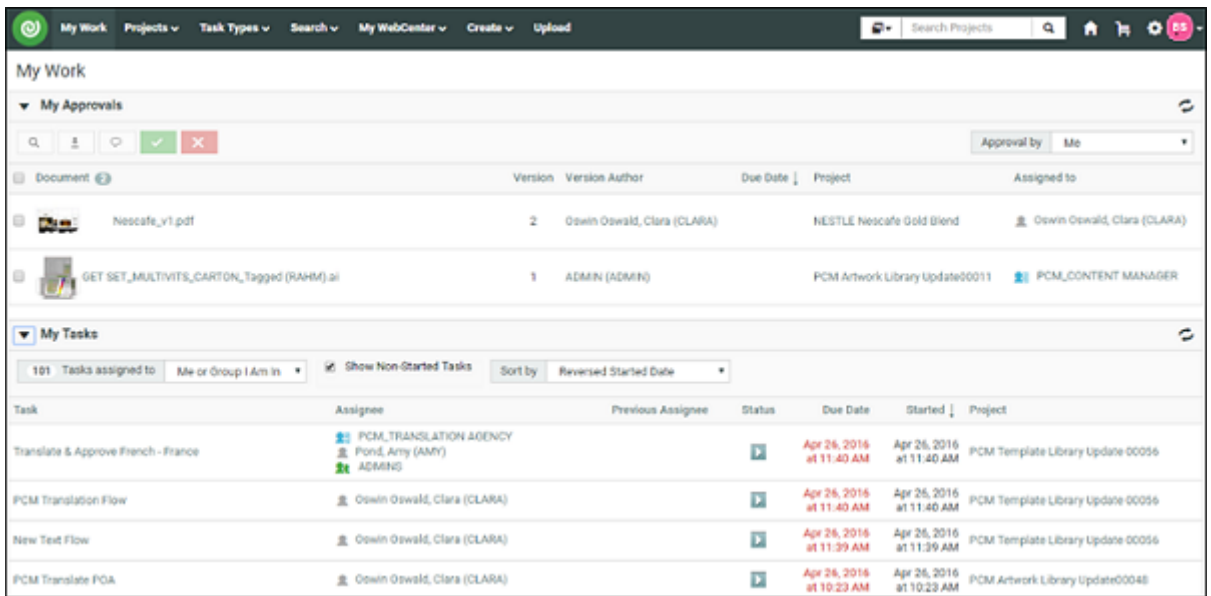 My Work Projects Task Types Search My WebCenter Create Upload Search Projects BS
My Work
My Approvals
Approval by Me
Document 2 Version Version Author Due Date Project Assigned to
Nescafe_v1.pdf 2 Oswin Oswald, Clara (CLARA) NESTLE Nescafe Gold Blend Oswin Oswald, Clara (CLARA)
GET SET_MULTIVITS_CARTON_Tagged (RAHM).ai 1 ADMIN (ADMIN) PCM Artwork Library Update00011 PCM_CONTENT MANAGER
My Tasks
101 Tasks assigned to Me or Group I Am In Show Non-Started Tasks Sort by Reversed Started Date
Task Assignee Previous Assignee Status Due Date Started Project
Translate & Approve French - France PCM_TRANSLATION AGENCY
Pond, Amy (AMY)
ADMINS
Apr 26, 2016 at 11:40 AM Apr 26, 2016 at 11:40 AM PCM Template Library Update 00056
PCM Translation Flow Oswin Oswald, Clara (CLARA) Apr 26, 2016 at 11:40 AM Apr 26, 2016 at 11:40 AM PCM Template Library Update 00056
New Text Flow Oswin Oswald, Clara (CLARA) Apr 26, 2016 at 11:39 AM Apr 26, 2016 at 11:39 AM PCM Template Library Update 00056
PCM Translate POA Oswin Oswald, Clara (CLARA) Apr 26, 2016 at 10:23 AM Apr 26, 2016 at 10:23 AM PCM Artwork Library Update00048